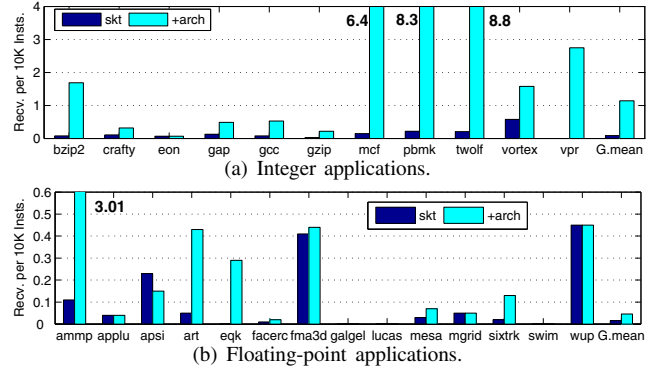 4
3
2
1
0
Recv. per 10K Insts.
skt
+arch
6.4
8.3
8.8
bzip2 crafty eon gap gcc gzip mcf pbmk twolf vortex vpr G.mean
(a) Integer applications.
0.6
0.5
0.4
0.3
0.2
0.1
0
Recv. per 10K Insts.
3.01
skt
+arch
ammp applu apsi art eqk facerc fma3d galgel lucas mesa mgrid sixtrk swim wup G.mean
(b) Floating-point applications.